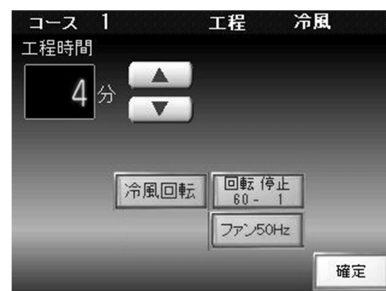 コース 1 工程 冷風
工程時間
4 分
▲
▼
冷風回転
回転 停止
60 - 1
ファン50Hz
確定